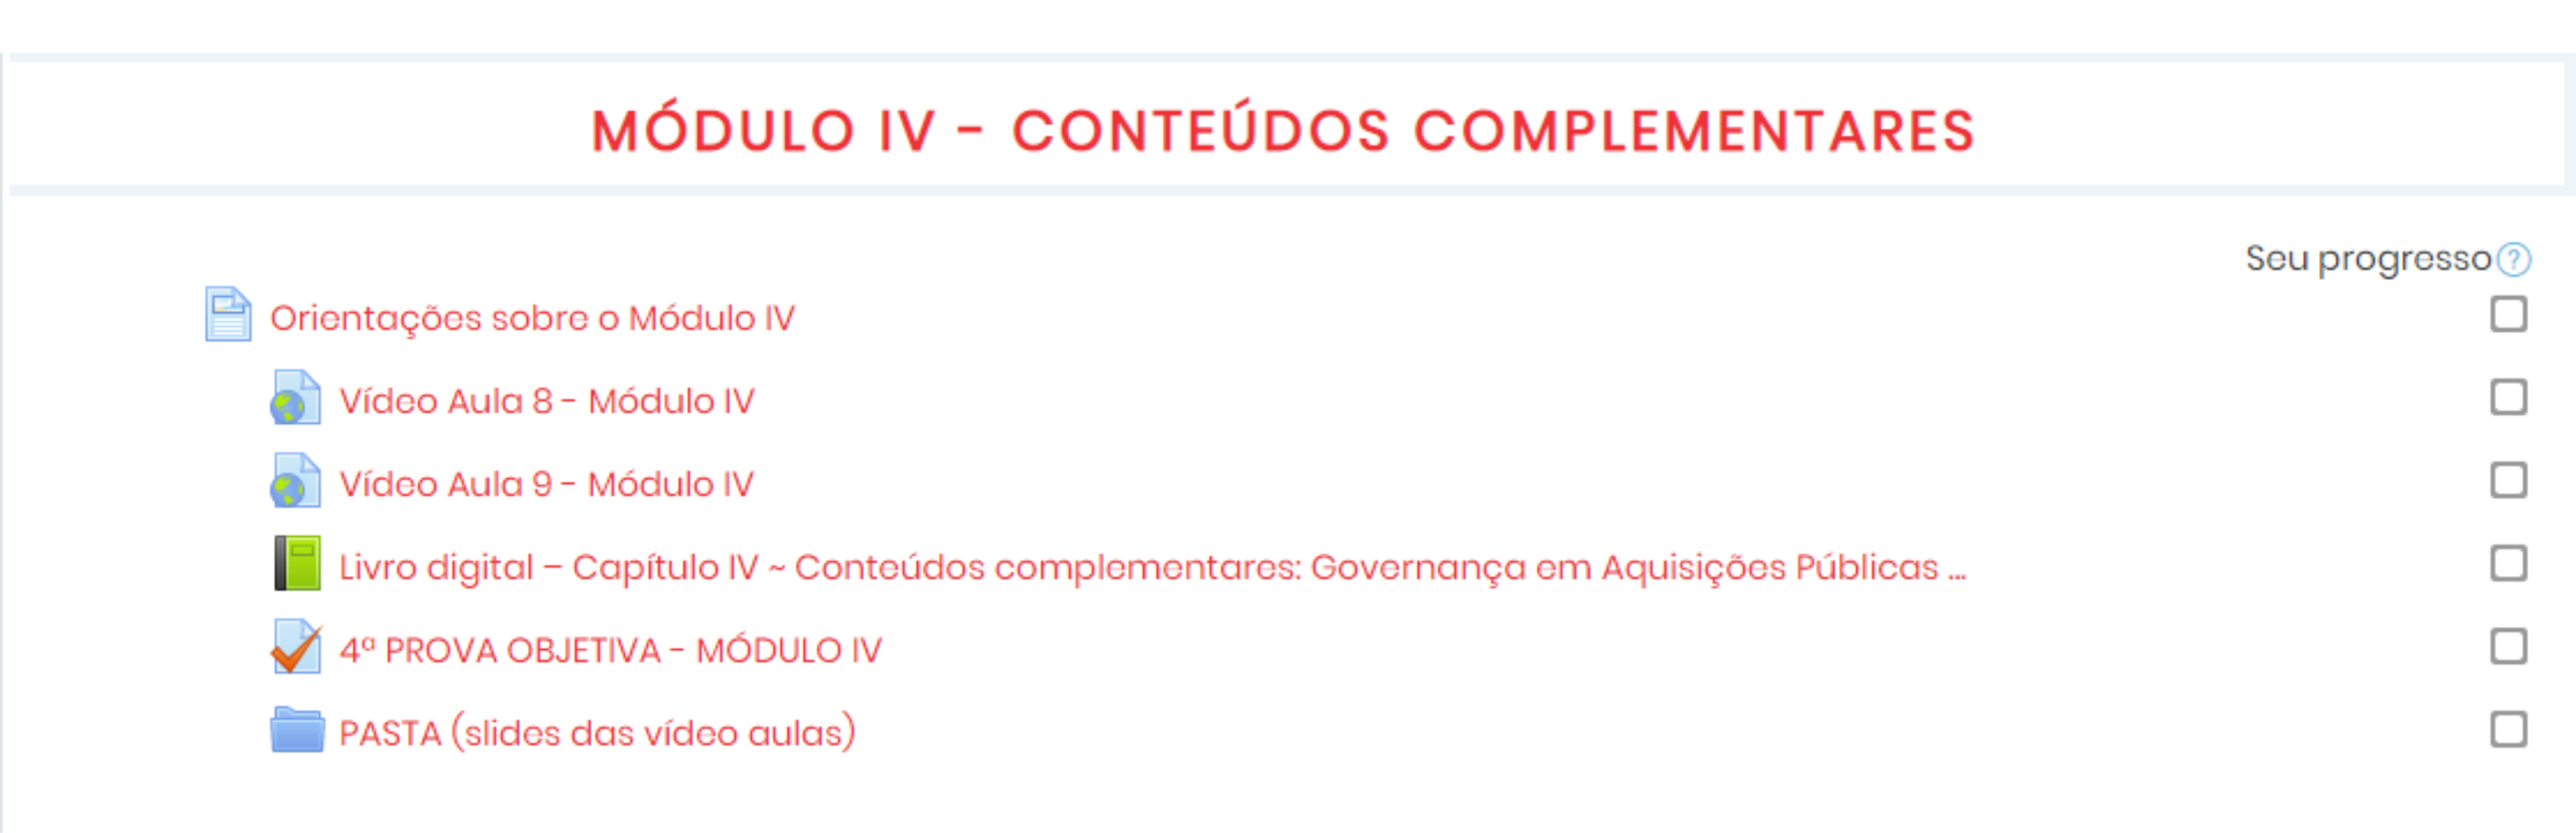 MÓDULO IV - CONTEÚDOS COMPLEMENTARES
Seu progresso
Orientações sobre o Módulo IV
Vídeo Aula 8 - Módulo IV
Vídeo Aula 9 - Módulo IV
Livro digital – Capítulo IV ~ Conteúdos complementares: Governança em Aquisições Públicas ...
4ª PROVA OBJETIVA - MÓDULO IV
PASTA (slides das vídeo aulas)